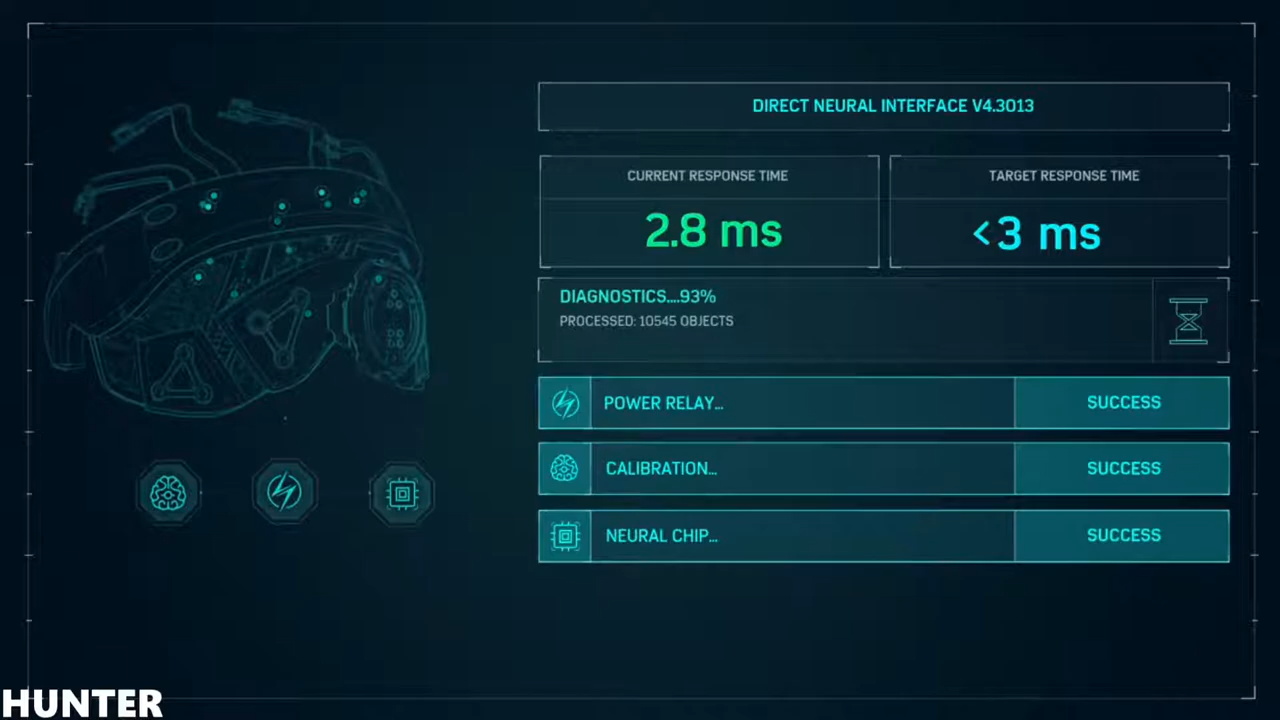 DIRECT NEURAL INTERFACE V4.3013
CURRENT RESPONSE TIME
2.8 ms
TARGET RESPONSE TIME
<3 ms
DIAGNOSTICS....93%
PROCESSED: 10545 OBJECTS
POWER RELAY...
SUCCESS
CALIBRATION...
SUCCESS
NEURAL CHIP...
SUCCESS
HUNTER